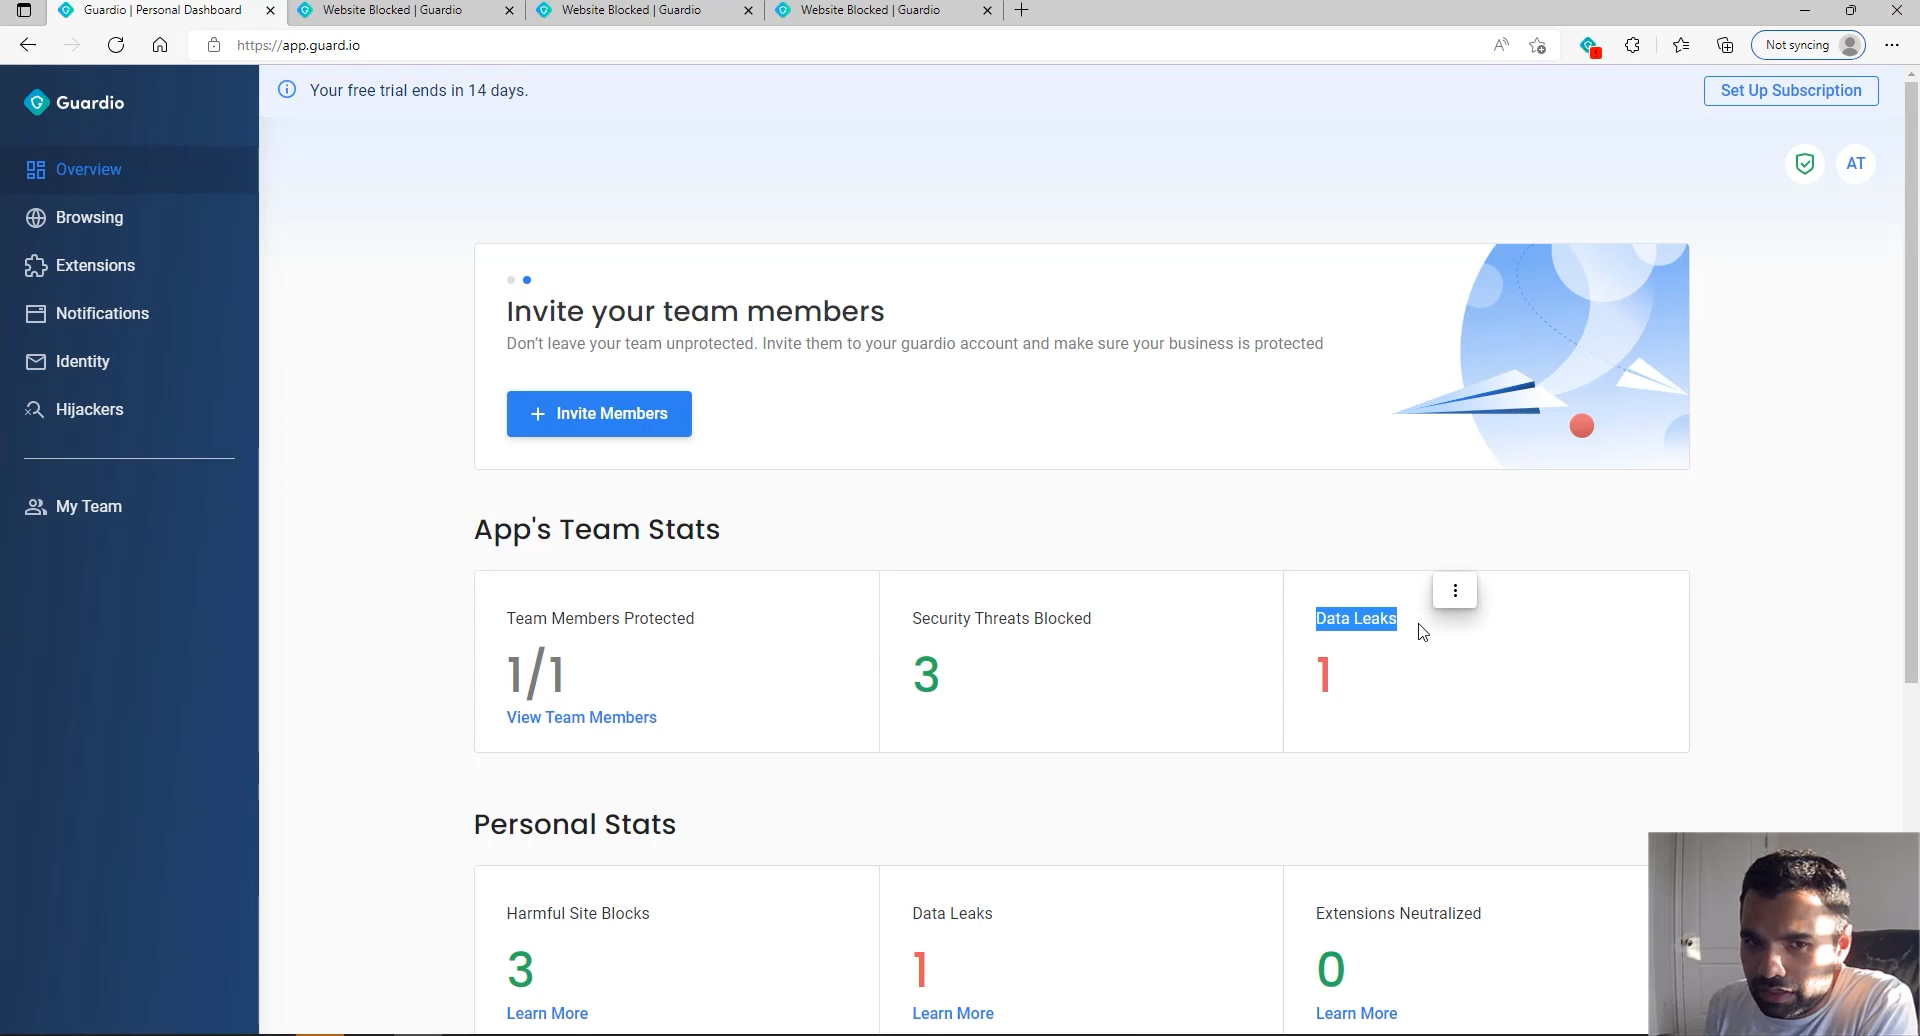 Guardio | Personal Dashboard
Website Blocked | Guardio
Website Blocked | Guardio
Website Blocked | Guardio
https://app.guard.io
Not syncing
Guardio
Your free trial ends in 14 days.
Set Up Subscription
Overview
AT
Browsing
Extensions
Notifications
Identity
Hijackers
My Team
Invite your team members
Don't leave your team unprotected. Invite them to your guardio account and make sure your business is protected
+ Invite Members
App's Team Stats
Team Members Protected
1/1
View Team Members
Security Threats Blocked
3
Data Leaks
1
Personal Stats
Harmful Site Blocks
3
Learn More
Data Leaks
1
Learn More
Extensions Neutralized
0
Learn More